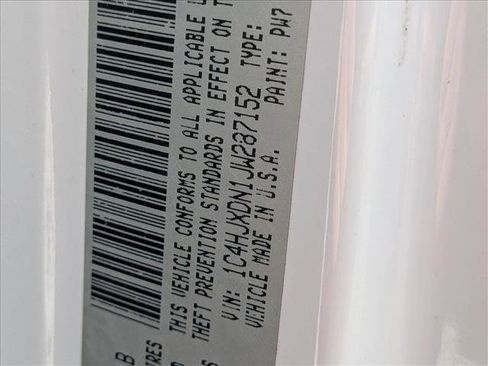 B
IRES
THIS VEHICLE CONFORMS TO ALL APPLICABLE
THEFT PREVENTION STANDARDS IN EFFECT ON T
VIN: 1C4HJXDN1JW287152 TYPE:
VEHICLE MADE IN U.S.A. PAINT: PW7